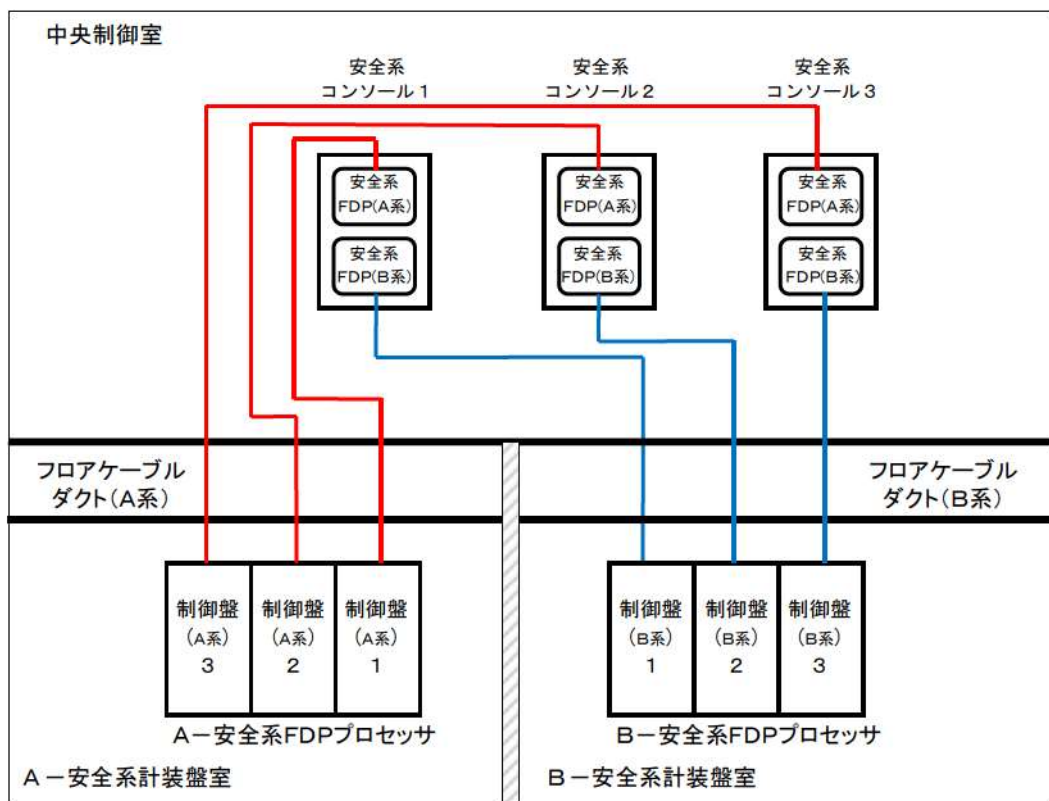 中央制御室
安全系
コンソール1
安全系
コンソール2
安全系
コンソール3
安全系
FDP(A系)
安全系
FDP(B系)
安全系
FDP(A系)
安全系
FDP(B系)
安全系
FDP(A系)
安全系
FDP(B系)
フロアケーブル
ダクト(A系)
フロアケーブル
ダクト(B系)
制御盤
(A系)
3
制御盤
(A系)
2
制御盤
(A系)
1
制御盤
(B系)
1
制御盤
(B系)
2
制御盤
(B系)
3
A-安全系FDPプロセッサ
B-安全系FDPプロセッサ
A-安全系計装盤室
B-安全系計装盤室